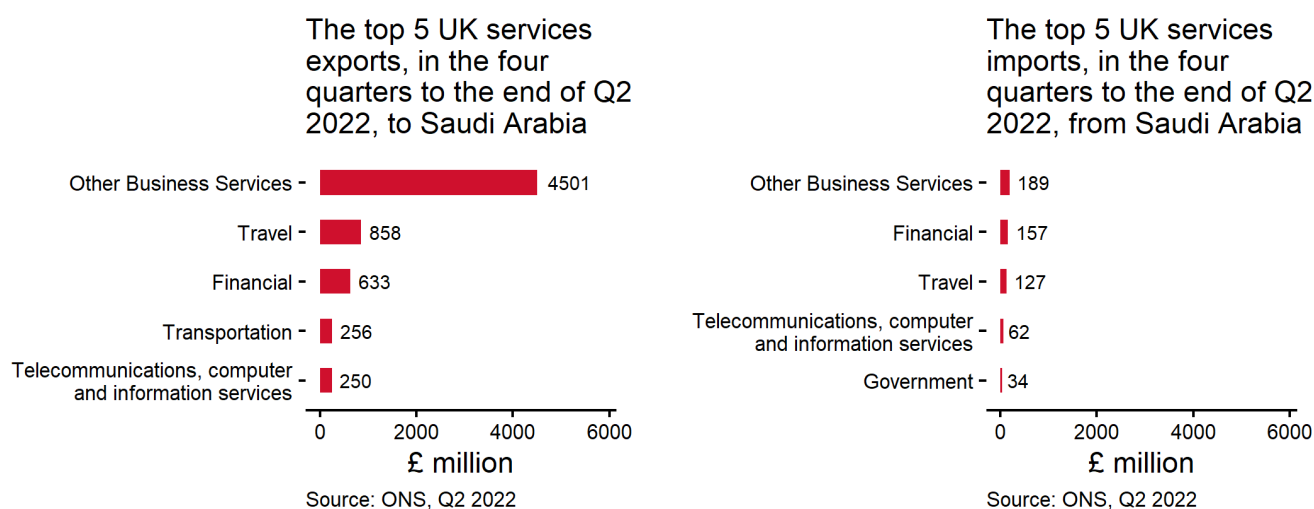 The top 5 UK services
exports, in the four
quarters to the end of Q2
2022, to Saudi Arabia
Other Business Services
4501
Travel
858
Financial
633
Transportation
256
Telecommunications, computer
and information services
250
0
2000
4000
6000
£ million
Source: ONS, Q2 2022
The top 5 UK services
imports, in the four
quarters to the end of Q2
2022, from Saudi Arabia
Other Business Services
189
Financial
157
Travel
127
Telecommunications, computer
and information services
62
Government
34
0
2000
4000
6000
£ million
Source: ONS, Q2 2022